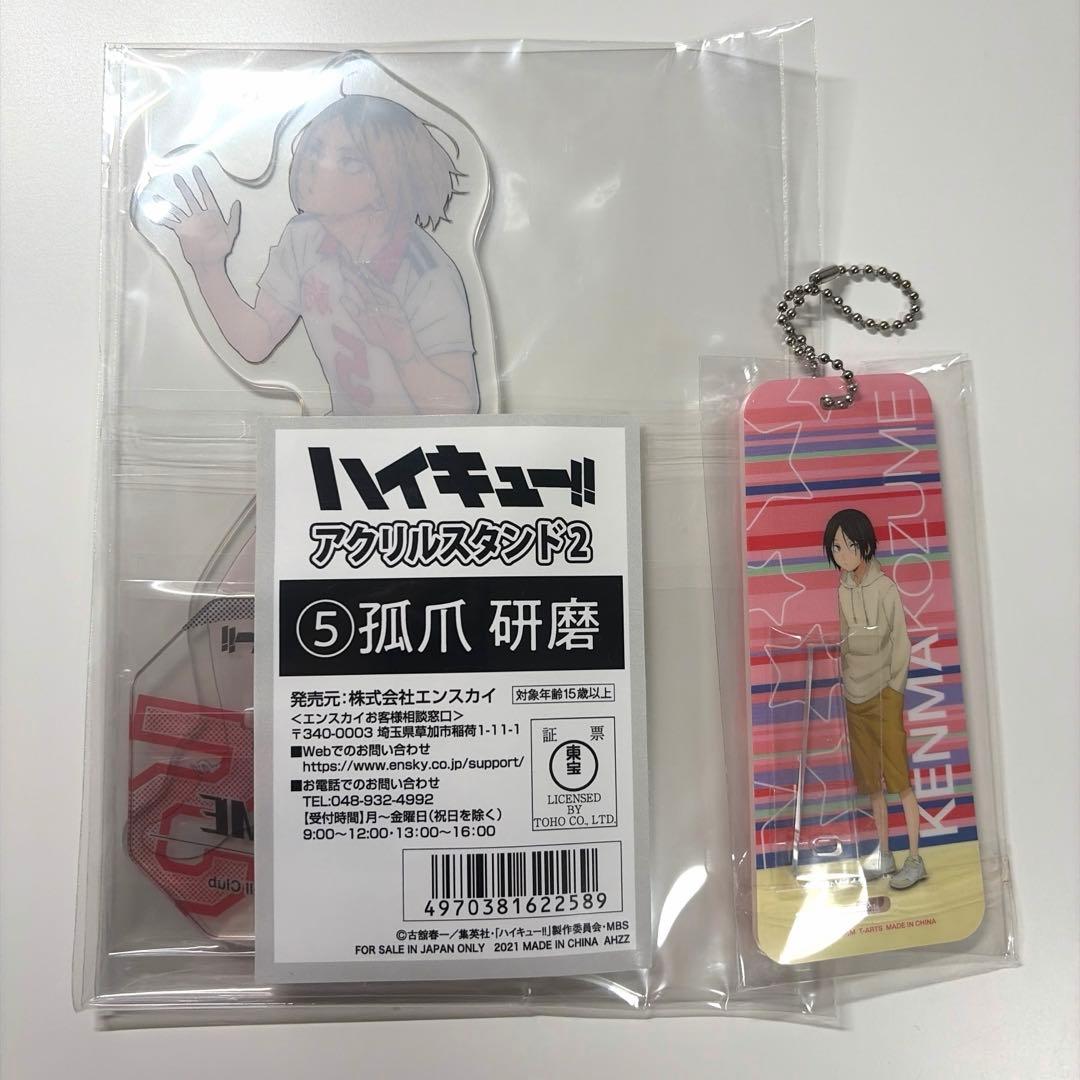 ハイキュー!!
アクリルスタンド2
⑤孤爪 研磨
発売元:株式会社エンスカイ
対象年齢15歳以上
<エンスカイお客様相談窓口>
〒340-0003 埼玉県草加市稲荷1-11-1
■Webでのお問い合わせ
https://www.ensky.co.jp/support/
■お電話でのお問い合わせ
TEL:048-932-4992
【受付時間】月～金曜日(祝日を除く)
9:00～12:00・13:00～16:00
証 票
東宝
LICENSED
BY
TOHO CO., LTD.
4970381622589
©古舘春一/集英社・「ハイキュー!!」製作委員会・MBS
FOR SALE IN JAPAN ONLY 2021 MADE IN CHINA AHZZ
KENMA KOZUME
T-ARTS MADE IN CHINA
Club